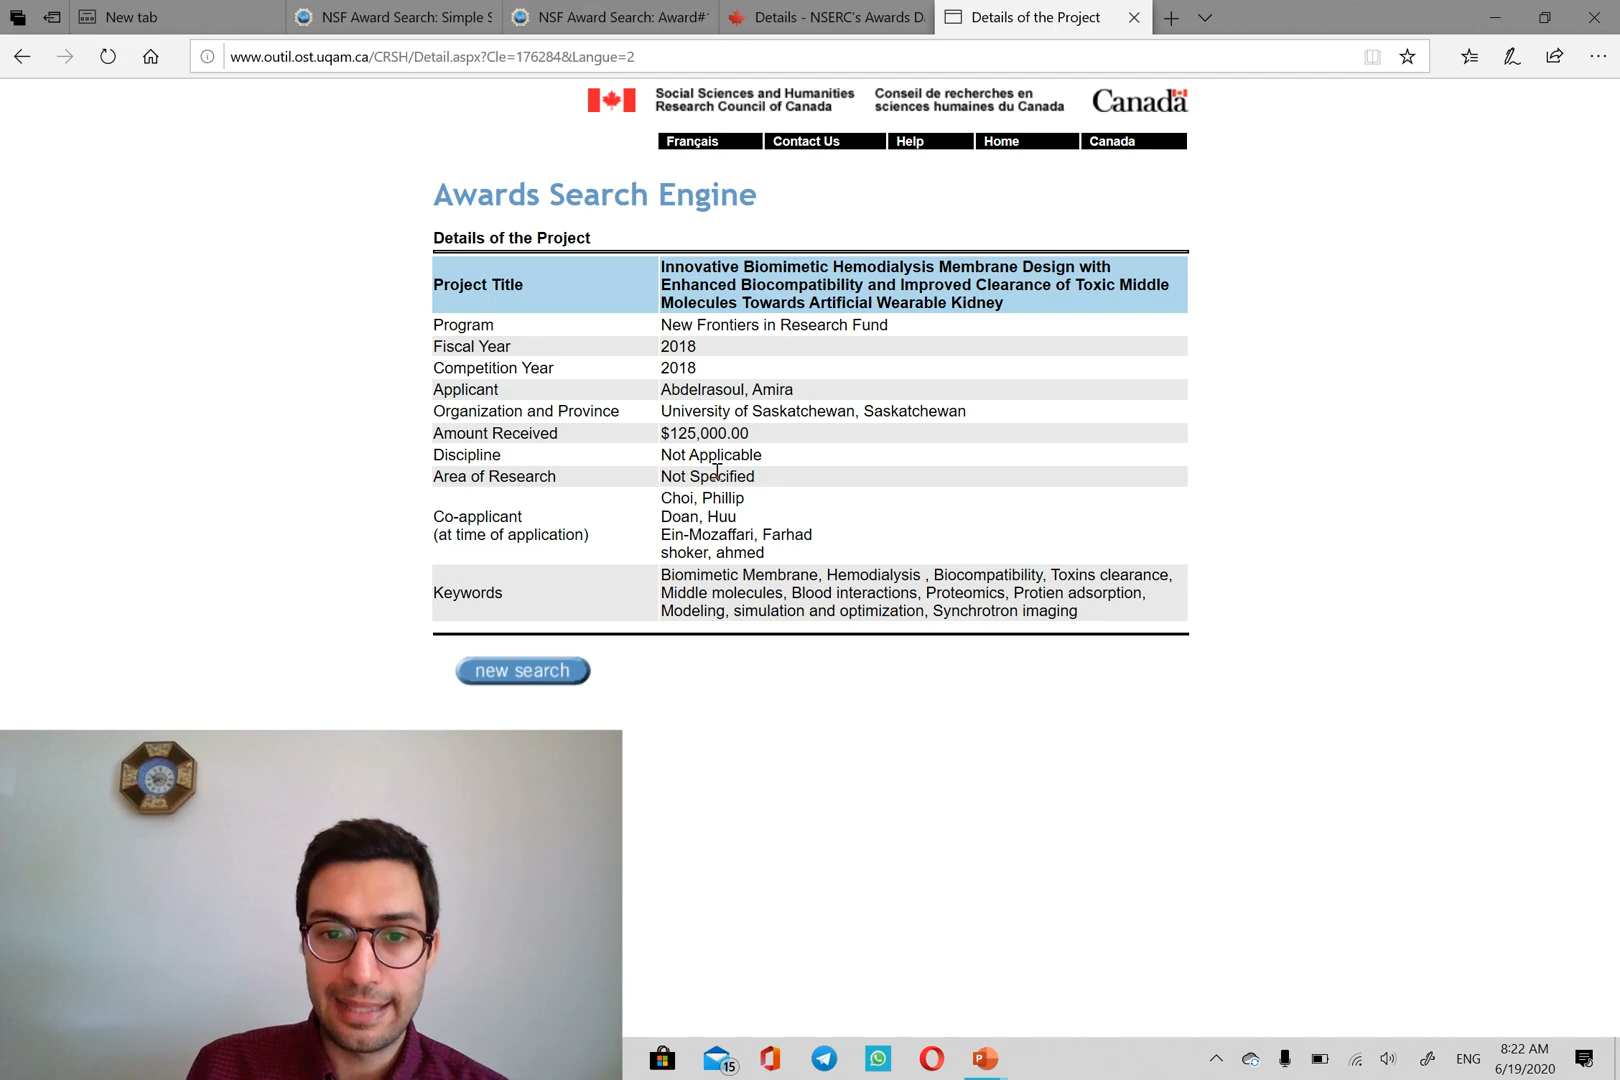 New tab
NSF Award Search: Simple S
NSF Award Search: Award#
Details - NSERC's Awards D
Details of the Project
www.outil.ost.uqam.ca/CRSH/Detail.aspx?Cle=176284&Langue=2
Social Sciences and Humanities
Research Council of Canada
Conseil de recherches en
sciences humaines du Canada
Canada
Français
Contact Us
Help
Home
Canada
Awards Search Engine
Details of the Project
Project Title
Innovative Biomimetic Hemodialysis Membrane Design with
Enhanced Biocompatibility and Improved Clearance of Toxic Middle
Molecules Towards Artificial Wearable Kidney
Program
New Frontiers in Research Fund
Fiscal Year
2018
Competition Year
2018
Applicant
Abdelrasoul, Amira
Organization and Province
University of Saskatchewan, Saskatchewan
Amount Received
$125,000.00
Discipline
Not Applicable
Area of Research
Not Specified
Co-applicant
(at time of application)
Choi, Phillip
Doan, Huu
Ein-Mozaffari, Farhad
shoker, ahmed
Keywords
Biomimetic Membrane, Hemodialysis , Biocompatibility, Toxins clearance,
Middle molecules, Blood interactions, Proteomics, Protien adsorption,
Modeling, simulation and optimization, Synchrotron imaging
new search
15
ENG
8:22 AM
6/19/2020